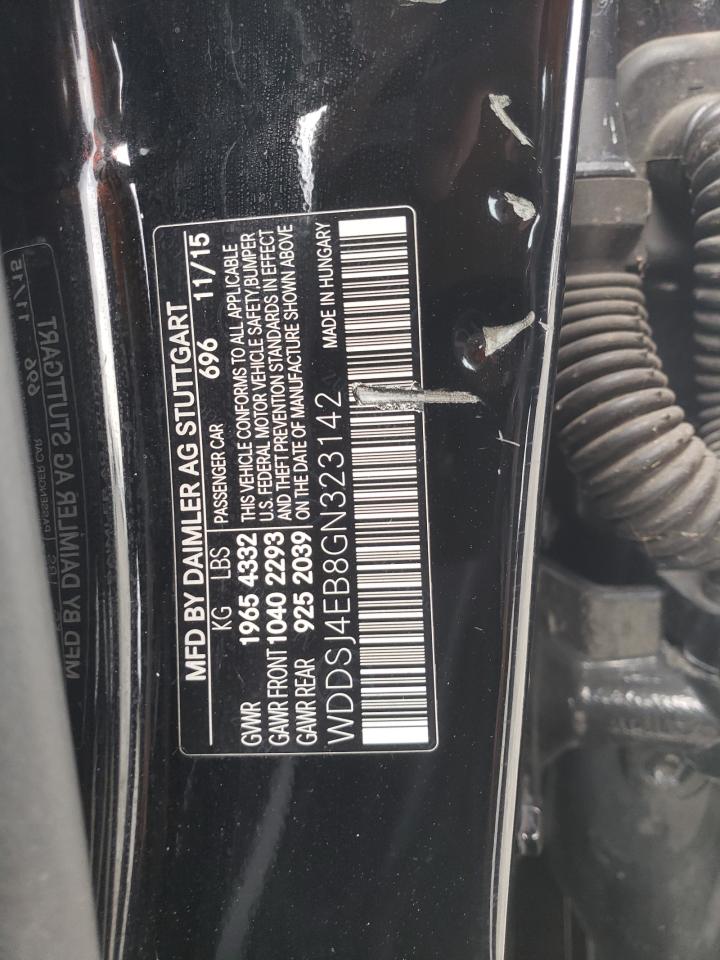 MFD BY DAIMLER AG STUTTGART
PASSENGER CAR 696 11/15
KG LBS
GWR 1965 4332
GAWR FRONT 1040 2293
GAWR REAR 925 2039
THIS VEHICLE CONFORMS TO ALL APPLICABLE
U.S. FEDERAL MOTOR VEHICLE SAFETY,BUMPER
AND THEFT PREVENTION STANDARDS IN EFFECT
ON THE DATE OF MANUFACTURE SHOWN ABOVE
WDDSJ4EB8GN323142 MADE IN HUNGARY